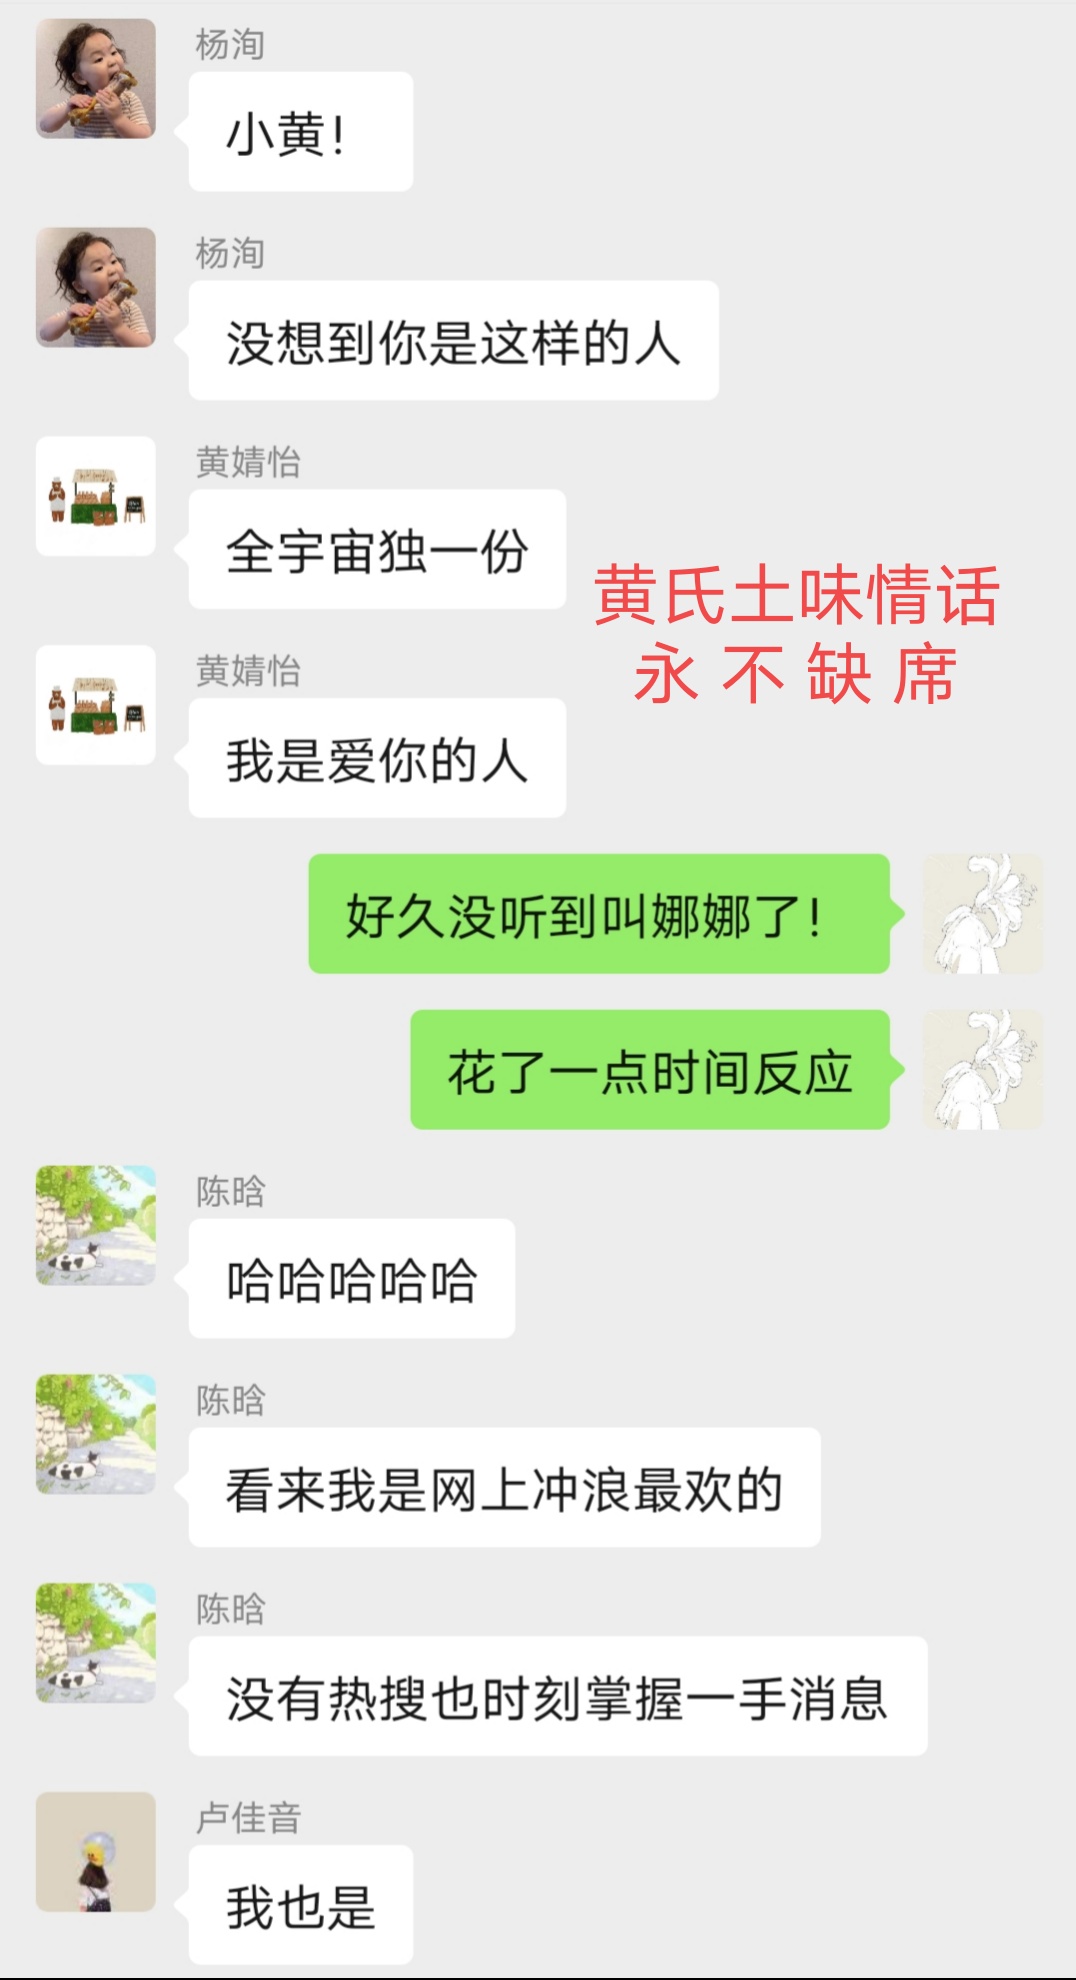 杨洵
小黄！
杨洵
没想到你是这样的人
黄婧怡
全宇宙独一份
黄氏土味情话
永不缺席
黄婧怡
我是爱你的人
好久没听到叫娜娜了！
花了一点时间反应
陈晗
哈哈哈哈哈
陈晗
看来我是网上冲浪最欢的
陈晗
没有热搜也时刻掌握一手消息
卢佳音
我也是